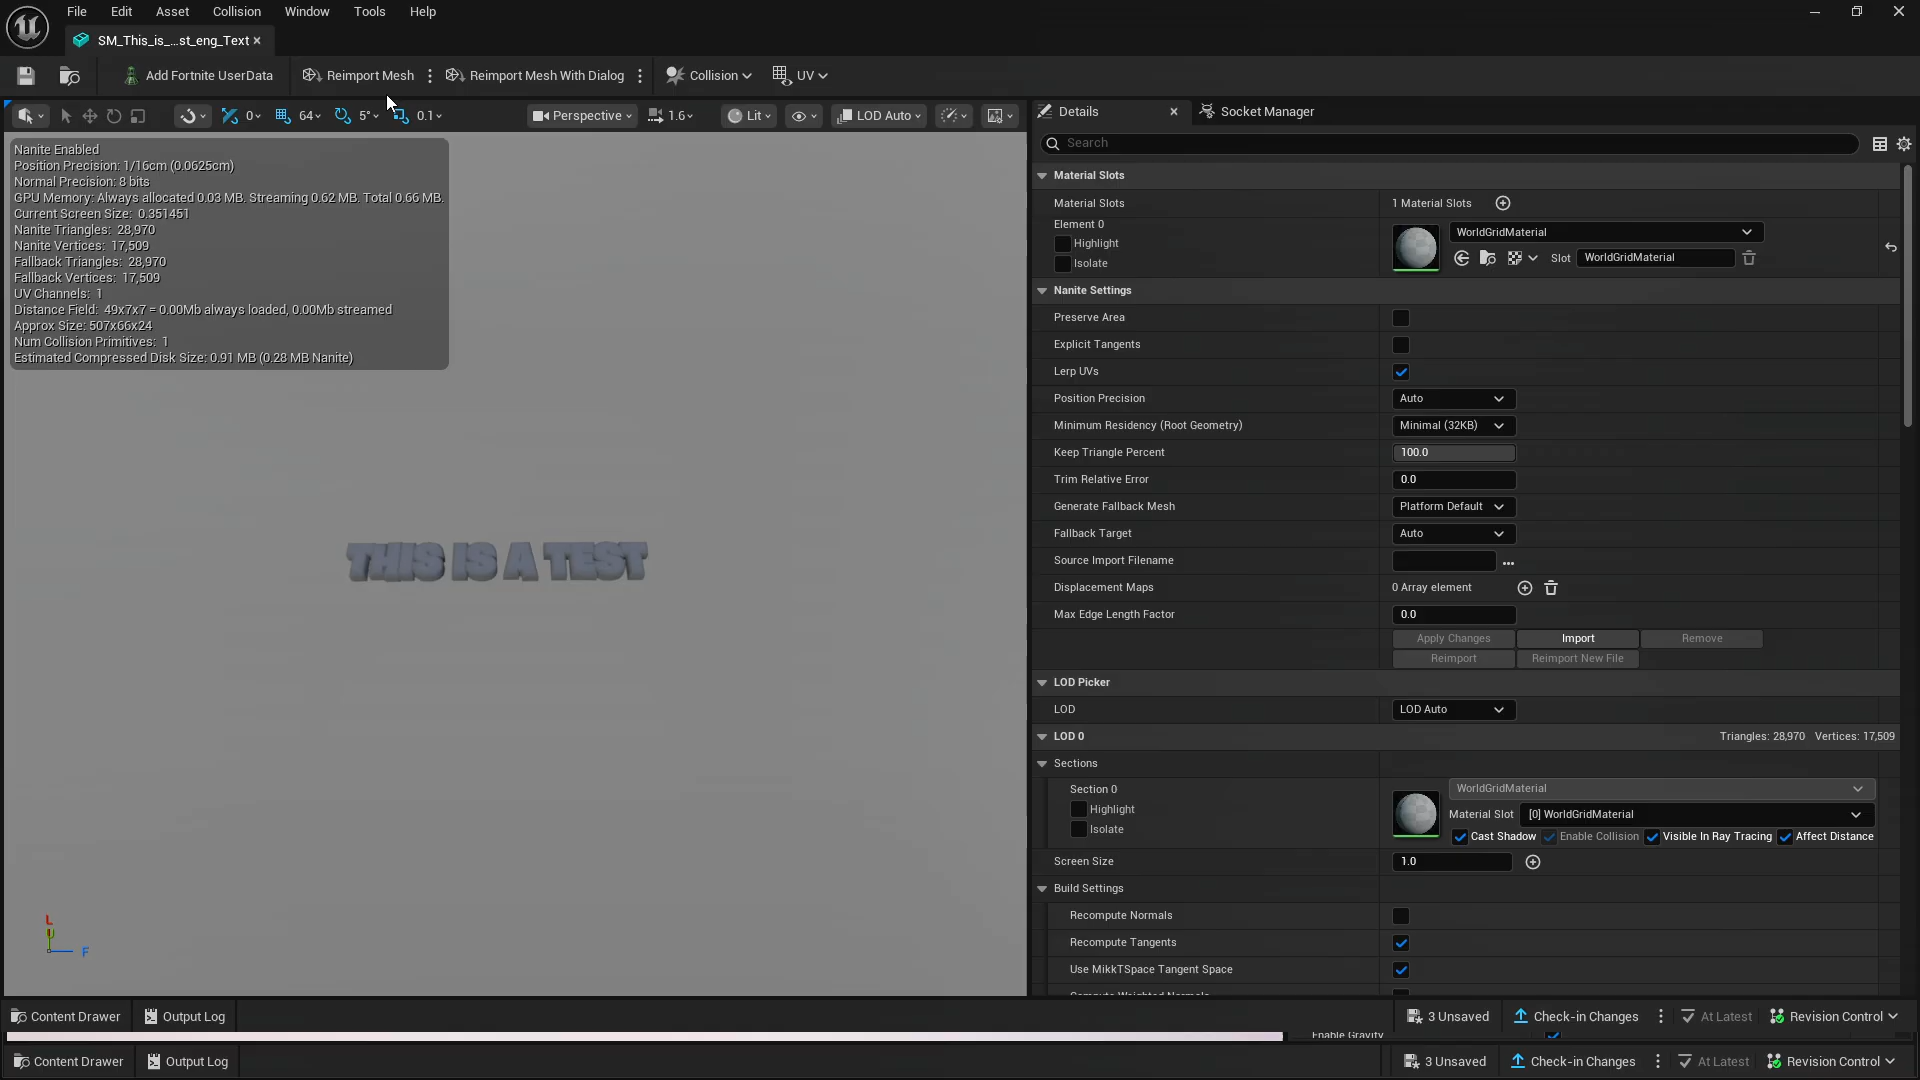 File Edit Asset Collision Window Tools Help
SM_This_is_...st_eng_Text
Add Fortnite UserData Reimport Mesh Reimport Mesh With Dialog Collision UV
0 64 5° 0.1 Perspective 1.6 Lit LOD Auto
Details Socket Manager
Search
Nanite Enabled
Position Precision: 1/16cm (0.0625cm)
Normal Precision: 8 bits
GPU Memory: Always allocated 0.03 MB. Streaming 0.62 MB. Total 0.66 MB.
Current Screen Size: 0.351451
Nanite Triangles: 28,970
Nanite Vertices: 17,509
Fallback Triangles: 28,970
Fallback Vertices: 17,509
UV Channels: 1
Distance Field: 49x7x7 = 0.00Mb always loaded, 0.00Mb streamed
Approx Size: 507x66x24
Num Collision Primitives: 1
Estimated Compressed Disk Size: 0.91 MB (0.28 MB Nanite)
THIS IS A TEST
L
U
F
Material Slots
Material Slots 1 Material Slots
Element 0
Highlight
Isolate
WorldGridMaterial
Slot WorldGridMaterial
Nanite Settings
Preserve Area
Explicit Tangents
Lerp UVs
Position Precision Auto
Minimum Residency (Root Geometry) Minimal (32KB)
Keep Triangle Percent 100.0
Trim Relative Error 0.0
Generate Fallback Mesh Platform Default
Fallback Target Auto
Source Import Filename
Displacement Maps 0 Array element
Max Edge Length Factor 0.0
Apply Changes Import Remove
Reimport Reimport New File
LOD Picker
LOD LOD Auto
LOD 0 Triangles: 28,970 Vertices: 17,509
Sections
Section 0
Highlight
Isolate
WorldGridMaterial
Material Slot [0] WorldGridMaterial
Cast Shadow Enable Collision Visible In Ray Tracing Affect Distance
Screen Size 1.0
Build Settings
Recompute Normals
Recompute Tangents
Use MikkTSpace Tangent Space
Compute Weighted Normals
Content Drawer Output Log 3 Unsaved Check-in Changes At Latest Revision Control
Enable Gravity
Content Drawer Output Log 3 Unsaved Check-in Changes At Latest Revision Control